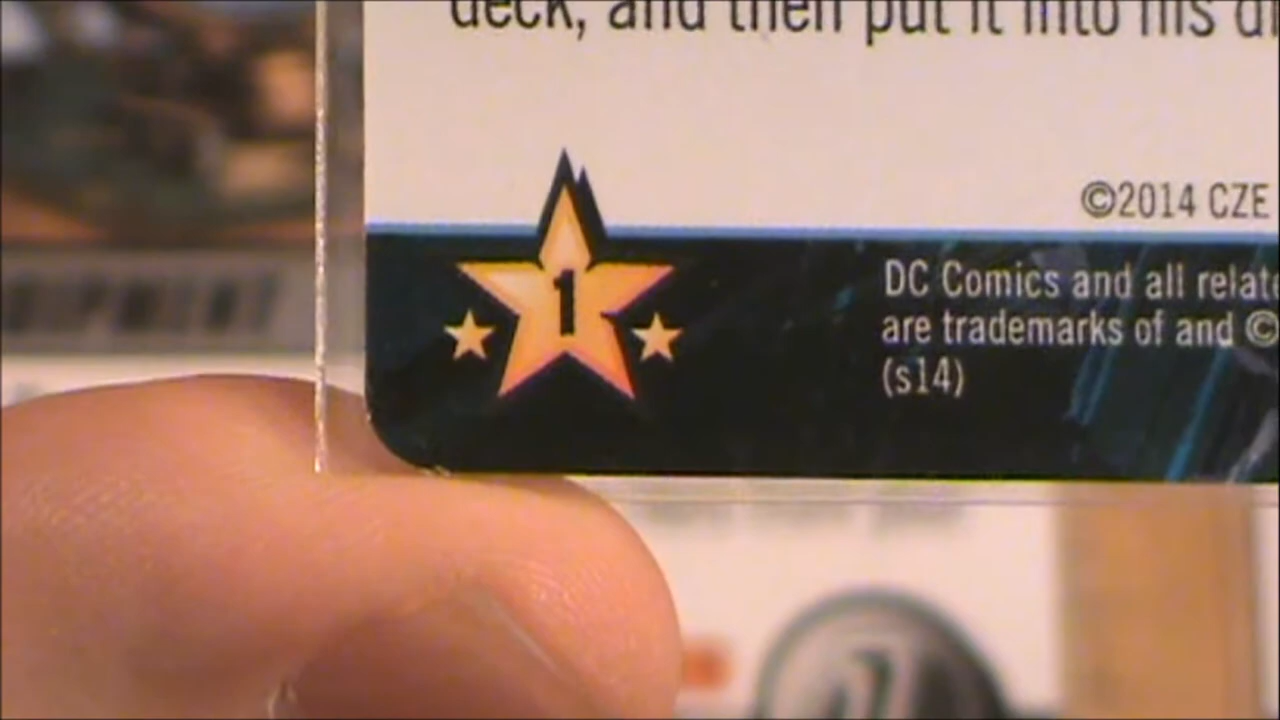 deck, and then put it into his
©2014 CZE
1
DC Comics and all relate
are trademarks of and ©
(s14)